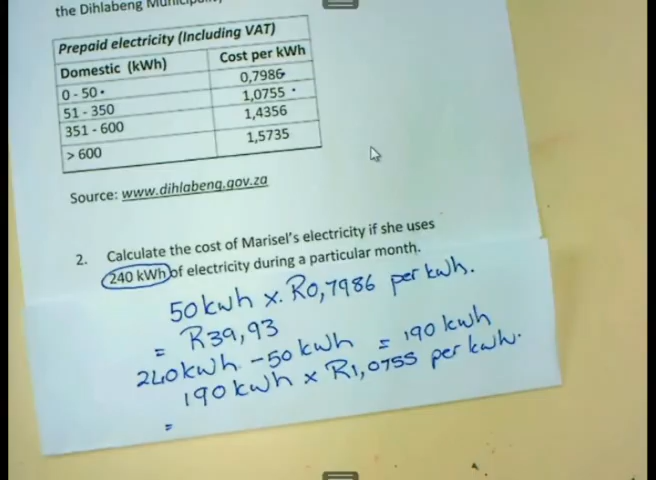 the Dihlabeng Municipality
Prepaid electricity (Including VAT)
Domestic (kWh) Cost per kWh
0 - 50 0,7986
51 - 350 1,0755
351 - 600 1,4356
> 600 1,5735
Source: www.dihlabeng.gov.za
2. Calculate the cost of Marisel's electricity if she uses
240 kWh of electricity during a particular month.
50 kwh x R0,7986 per kwh.
= R39,93
240kwh - 50 kwh = 190 kwh
190 kwh x R1,0755 per kwh.
=